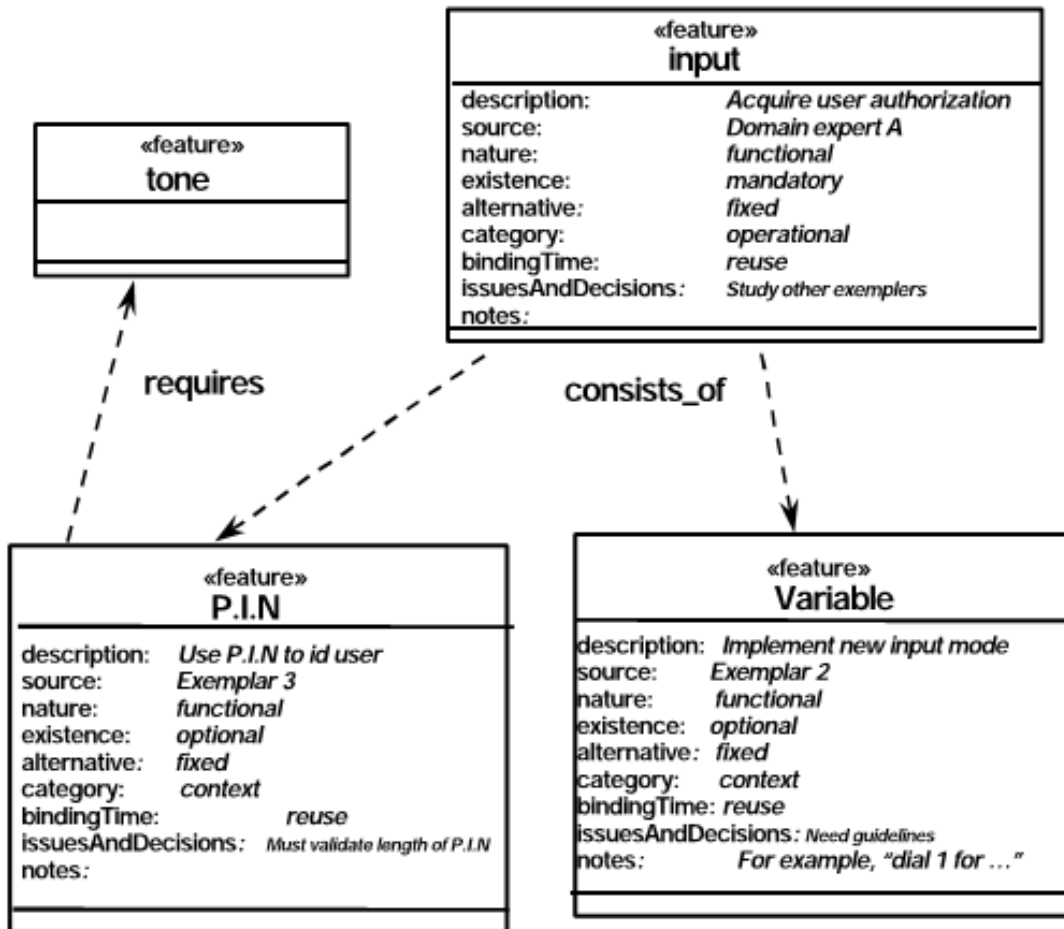 «feature»
input
description: Acquire user authorization
source: Domain expert A
nature: functional
existence: mandatory
alternative: fixed
category: operational
bindingTime: reuse
issuesAndDecisions: Study other exemplers
notes:
«feature»
tone
requires
consists_of
«feature»
P.I.N
description: Use P.I.N to id user
source: Exemplar 3
nature: functional
existence: optional
alternative: fixed
category: context
bindingTime: reuse
issuesAndDecisions: Must validate length of P.I.N
notes:
«feature»
Variable
description: Implement new input mode
source: Exemplar 2
nature: functional
existence: optional
alternative: fixed
category: context
bindingTime: reuse
issuesAndDecisions: Need guidelines
notes: For example, “dial 1 for ...”